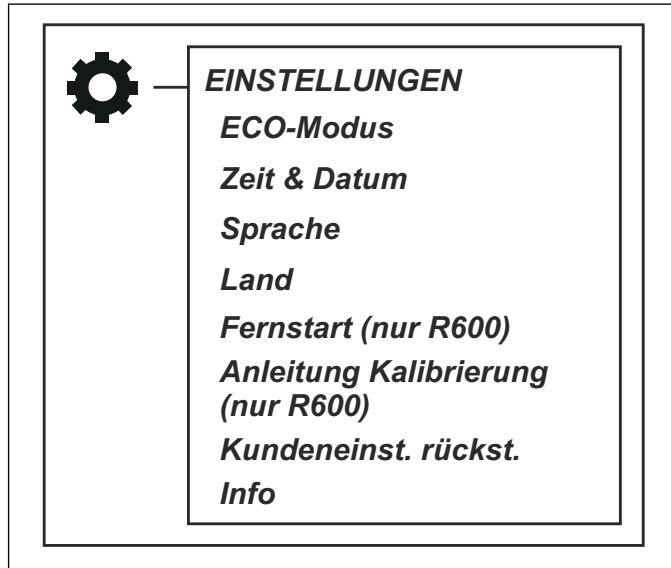 EINSTELLUNGEN
ECO-Modus
Zeit & Datum
Sprache
Land
Fernstart (nur R600)
Anleitung Kalibrierung
(nur R600)
Kundeneinst. rückst.
Info